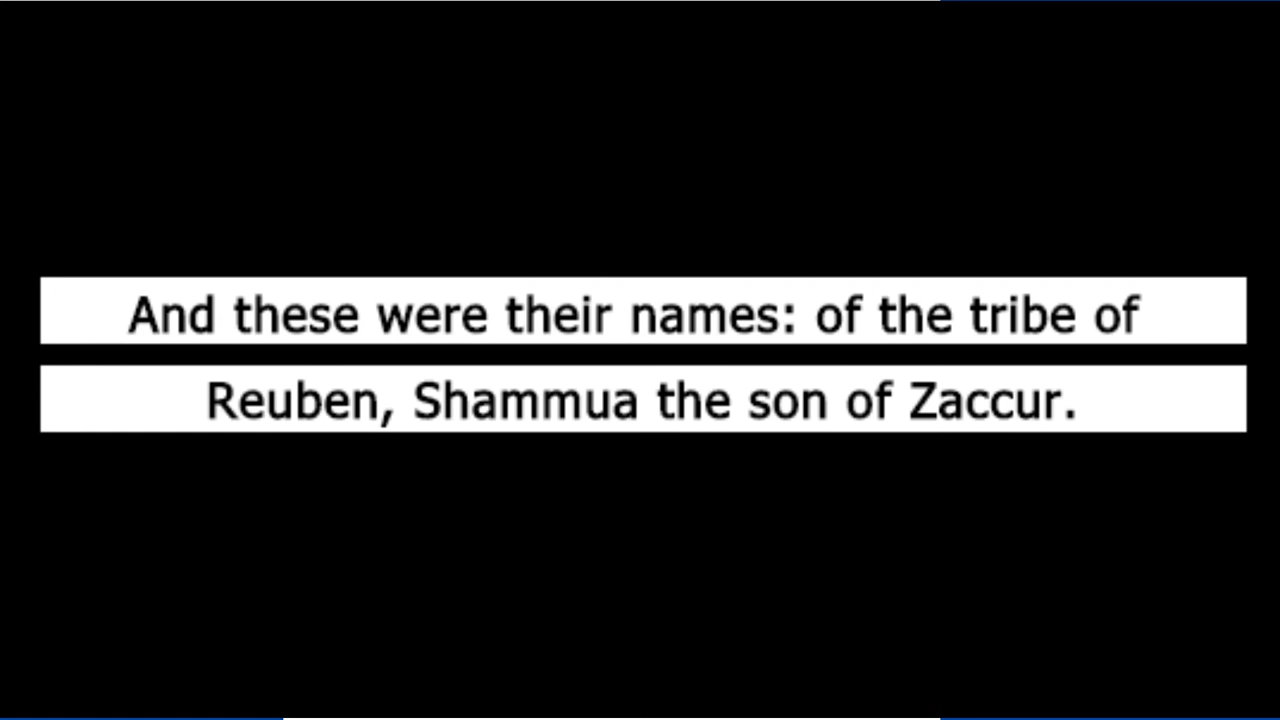 And these were their names: of the tribe of
Reuben, Shammua the son of Zaccur.